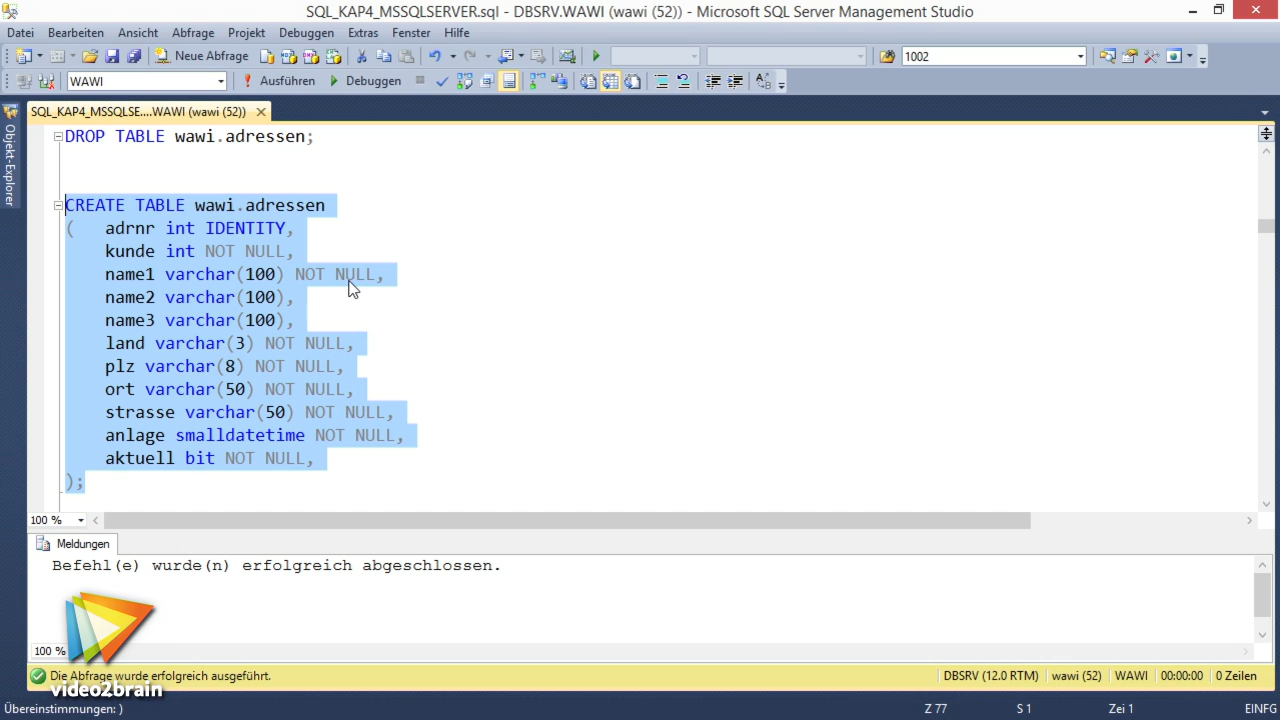 SQL_KAP4_MSSQLSERVER.sql - DBSRV.WAWI (wawi (52)) - Microsoft SQL Server Management Studio
Datei Bearbeiten Ansicht Abfrage Projekt Debuggen Extras Fenster Hilfe
Neue Abfrage 1002
WAWI Ausführen Debuggen
SQL_KAP4_MSSQLSE....WAWI (wawi (52))
Objekt-Explorer
DROP TABLE wawi.adressen;
CREATE TABLE wawi.adressen
( adrnr int IDENTITY,
kunde int NOT NULL,
name1 varchar(100) NOT NULL,
name2 varchar(100),
name3 varchar(100),
land varchar(3) NOT NULL,
plz varchar(8) NOT NULL,
ort varchar(50) NOT NULL,
strasse varchar(50) NOT NULL,
anlage smalldatetime NOT NULL,
aktuell bit NOT NULL,
);
100 %
Meldungen
Befehl(e) wurde(n) erfolgreich abgeschlossen.
100 %
Die Abfrage wurde erfolgreich ausgeführt. DBSRV (12.0 RTM) wawi (52) WAWI 00:00:00 0 Zeilen
video2brain
Übereinstimmungen: ) Z 77 S 1 Zei 1 EINFG